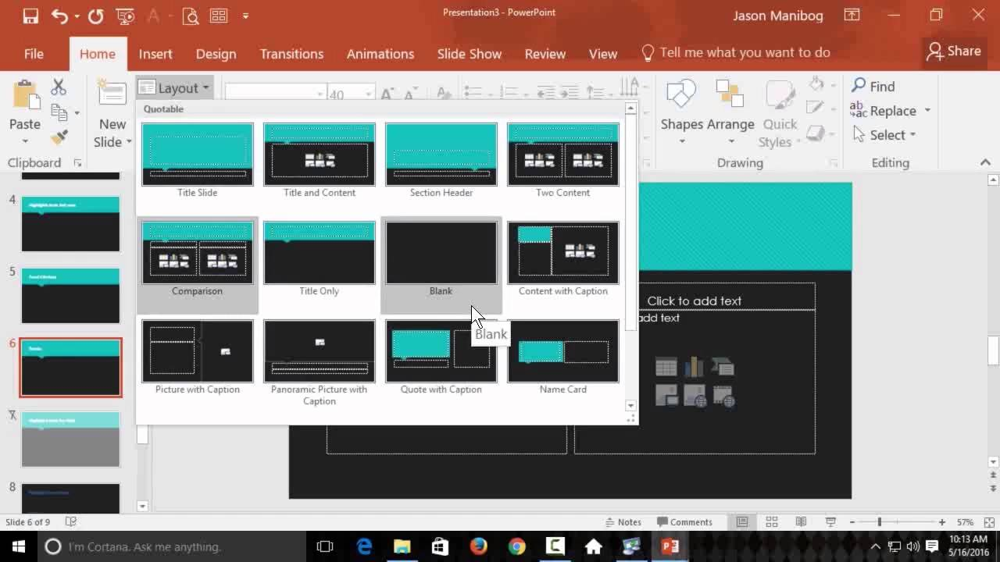 Presentation3 - PowerPoint
Jason Manibog
File
Home
Insert
Design
Transitions
Animations
Slide Show
Review
View
Tell me what you want to do
Share
Paste
New
Slide
Layout
40
Shapes
Arrange
Quick
Styles
Find
Replace
Select
Clipboard
Drawing
Editing
Quotable
Title Slide
Title and Content
Section Header
Two Content
Comparison
Title Only
Blank
Content with Caption
Blank
Picture with Caption
Panoramic Picture with
Caption
Quote with Caption
Name Card
4
5
6
7
8
Click to add text
add text
Slide 6 of 9
Notes
Comments
57%
I'm Cortana. Ask me anything.
10:13 AM
5/16/2016